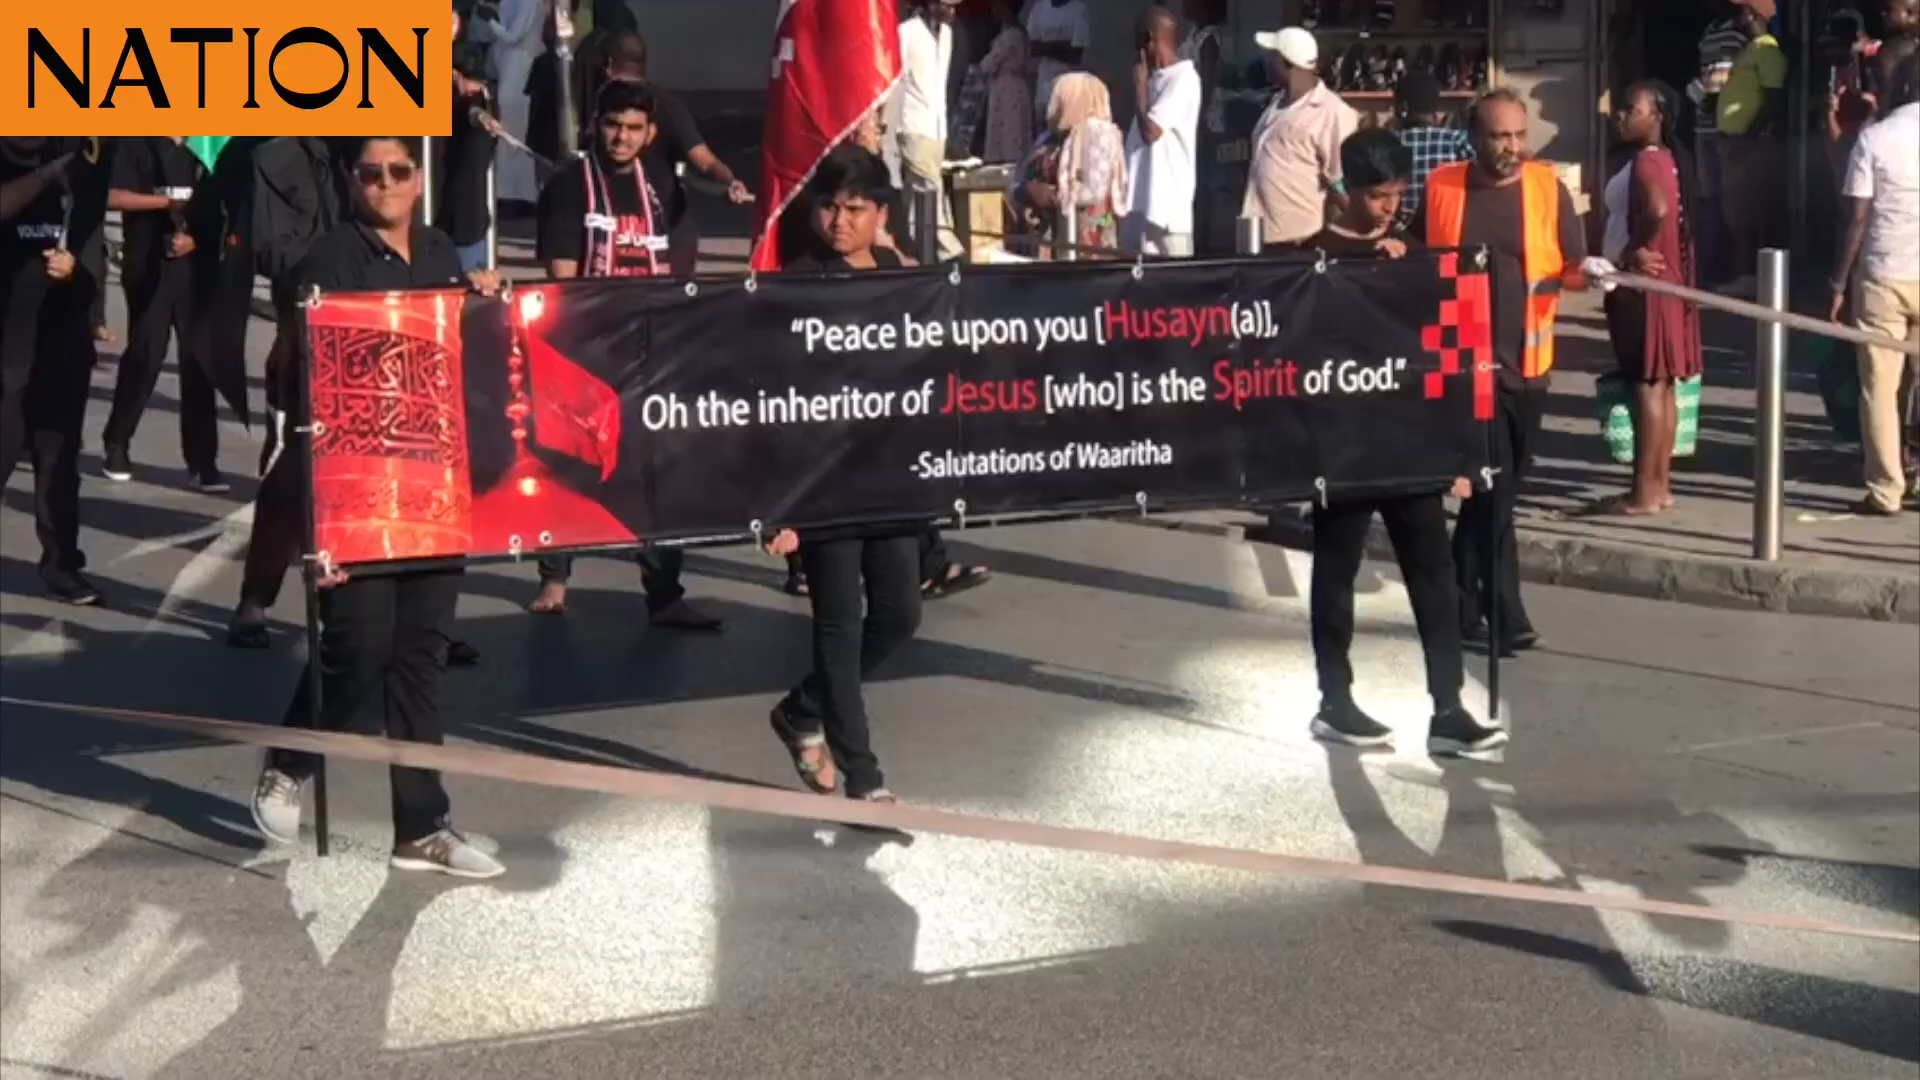 NATION
“Peace be upon you [Husayn(a)],
Oh the inheritor of Jesus [who] is the Spirit of God.”
-Salutations of Waaritha